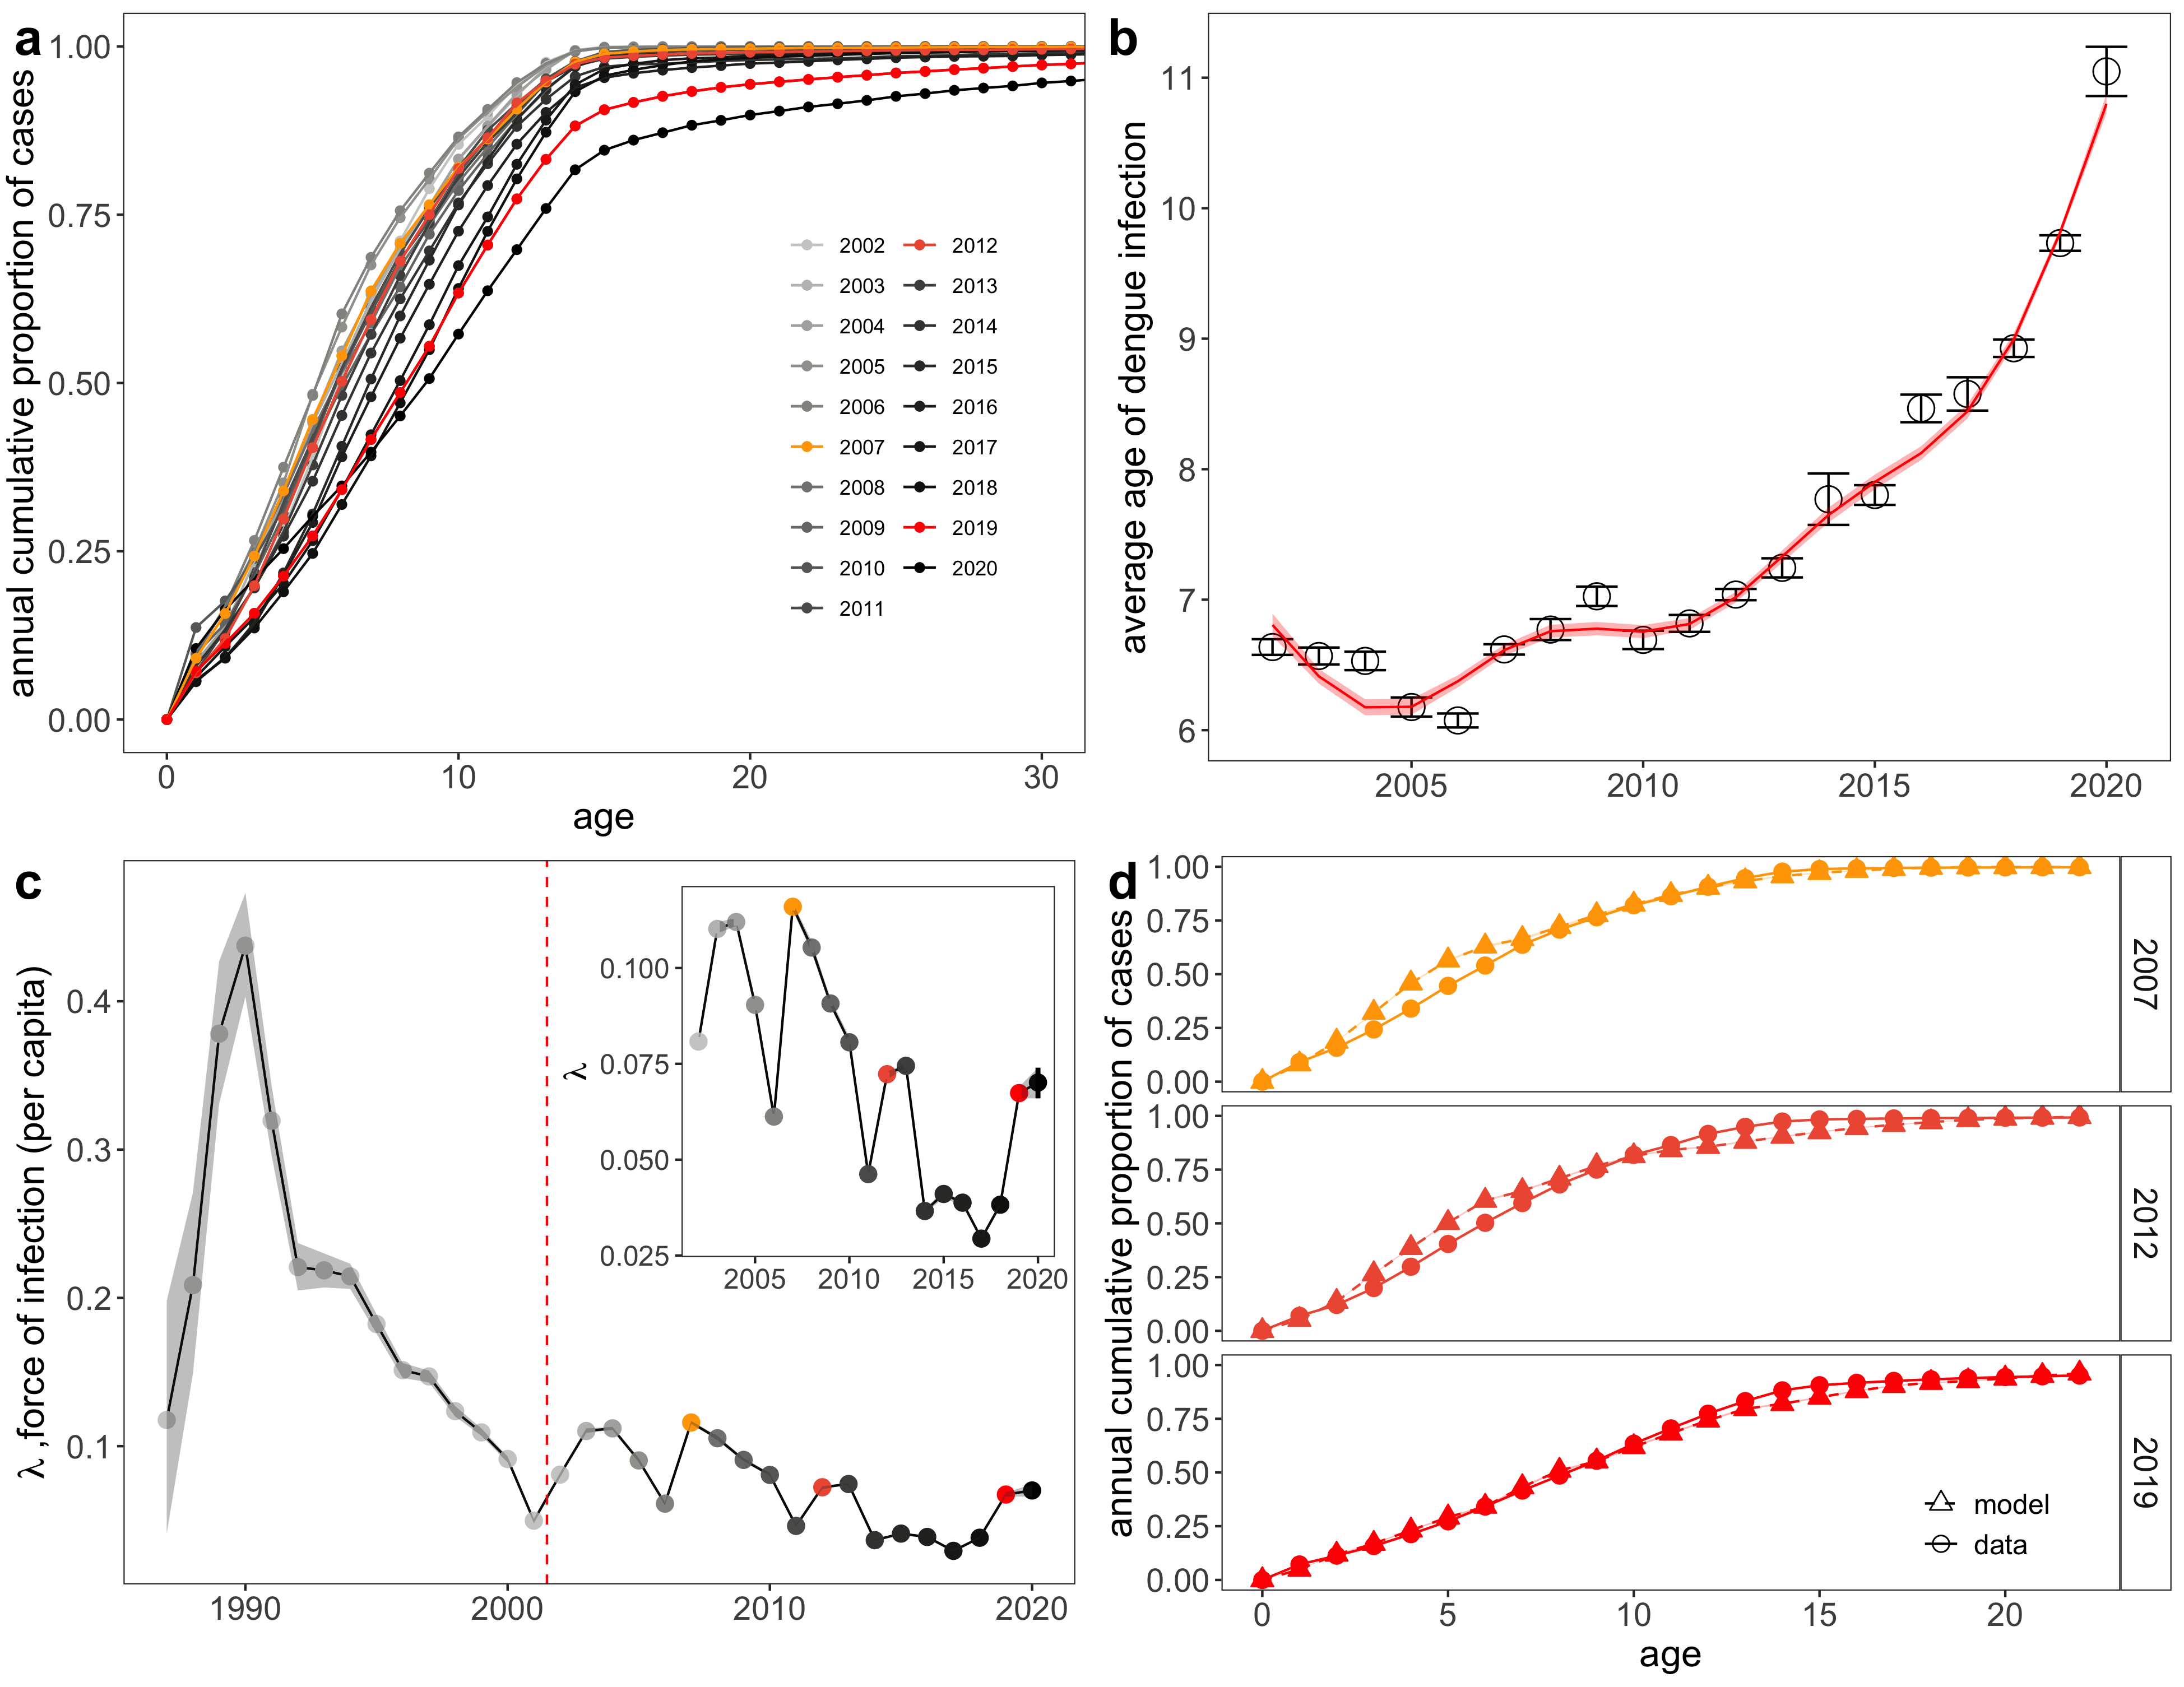 a
annual cumulative proportion of cases
1.00
0.75
0.50
0.25
0.00
0 10 20 30
age
2002 2012
2003 2013
2004 2014
2005 2015
2006 2016
2007 2017
2008 2018
2009 2019
2010 2020
2011
b
average age of dengue infection
11
10
9
8
7
6
2005 2010 2015 2020
c
λ ,force of infection (per capita)
0.4
0.3
0.2
0.1
1990 2000 2010 2020
λ
0.100
0.075
0.050
0.025
2005 2010 2015 2020
d
annual cumulative proportion of cases
1.00
0.75
0.50
0.25
0.00
2007
1.00
0.75
0.50
0.25
0.00
2012
1.00
0.75
0.50
0.25
0.00
2019
model
data
0 5 10 15 20
age